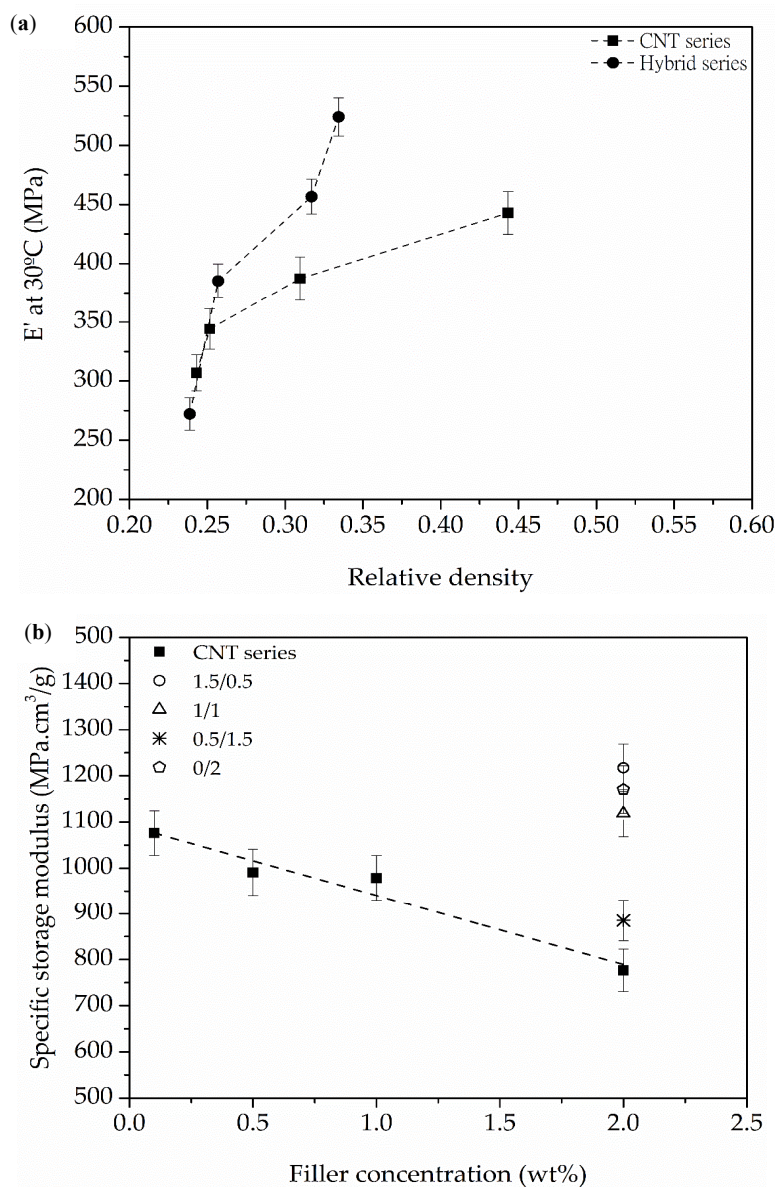 (a)
600
550
500
450
400
350
300
250
200
E' at 30ºC (MPa)
CNT series
Hybrid series
0.20 0.25 0.30 0.35 0.40 0.45 0.50 0.55 0.60
Relative density
(b)
500
1400
1300
1200
1100
1000
900
800
700
600
500
Specific storage modulus (MPa.cm³/g)
CNT series
1.5/0.5
1/1
0.5/1.5
0/2
0.0 0.5 1.0 1.5 2.0 2.5
Filler concentration (wt%)